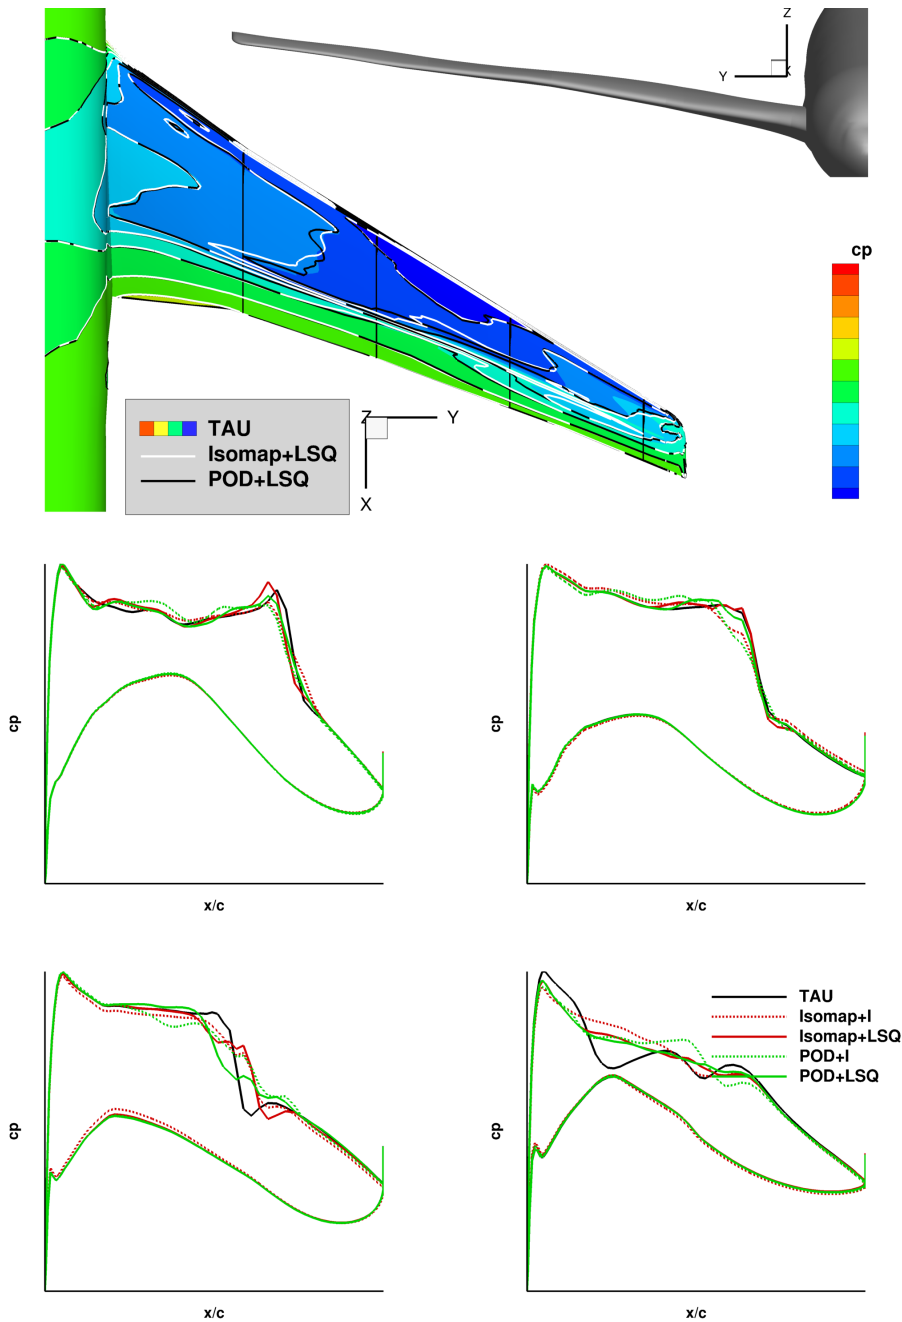 Z
Y
X
cp
TAU
Isomap+LSQ
POD+LSQ
Z
Y
X
cp
x/c
cp
x/c
cp
x/c
cp
x/c
TAU
Isomap+I
Isomap+LSQ
POD+I
POD+LSQ